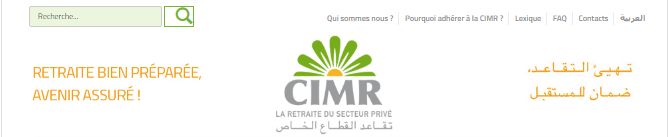 Recherche...
Qui sommes nous ? Pourquoi adhérer à la CIMR ? Lexique FAQ Contacts العربية
RETRAITE BIEN PRÉPARÉE,
AVENIR ASSURÉ !
CIMR
LA RETRAITE DU SECTEUR PRIVÉ
تقاعد القطاع الخاص
تهيئ التقاعد،
ضمان للمستقبل